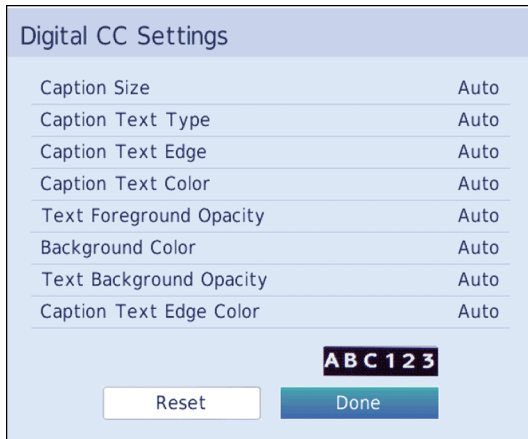 Digital CC Settings
Caption Size Auto
Caption Text Type Auto
Caption Text Edge Auto
Caption Text Color Auto
Text Foreground Opacity Auto
Background Color Auto
Text Background Opacity Auto
Caption Text Edge Color Auto
ABC123
Reset Done